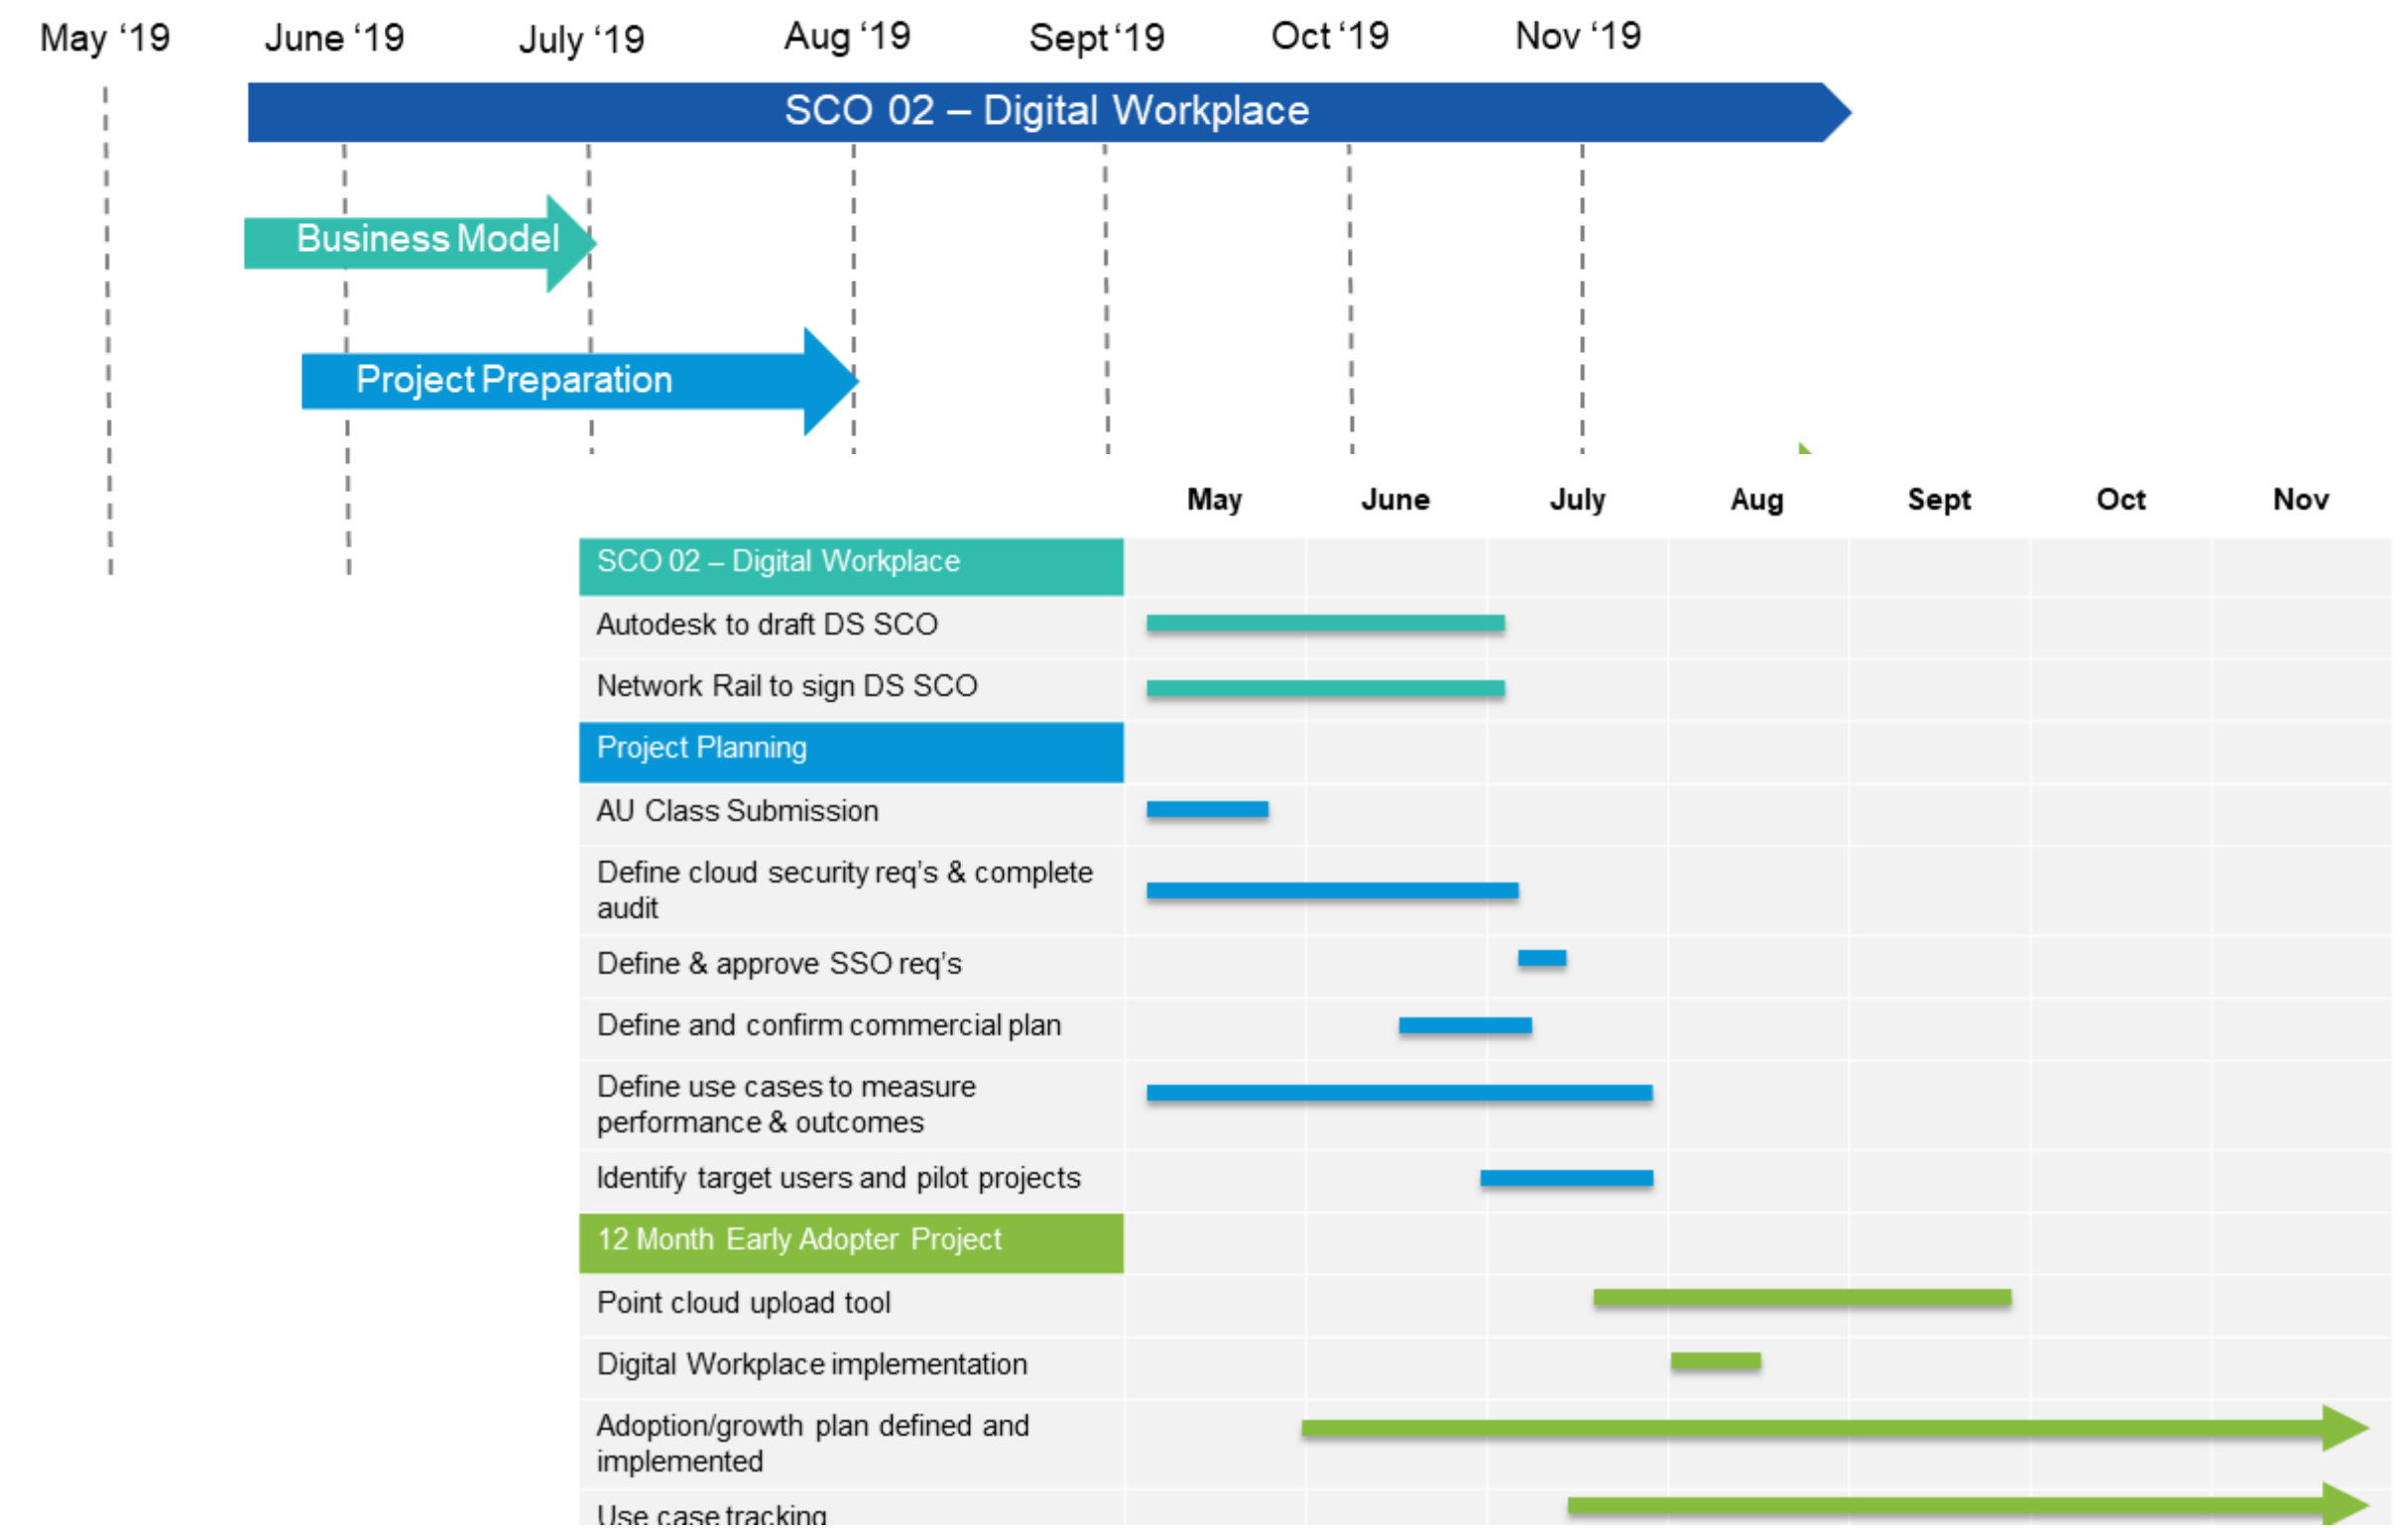 May ‘19 June ‘19 July ‘19 Aug ‘19 Sept ‘19 Oct ‘19 Nov ‘19
SCO 02 – Digital Workplace
Business Model
Project Preparation
May June July Aug Sept Oct Nov
SCO 02 – Digital Workplace
Autodesk to draft DS SCO
Network Rail to sign DS SCO
Project Planning
AU Class Submission
Define cloud security req’s & complete
audit
Define & approve SSO req’s
Define and confirm commercial plan
Define use cases to measure
performance & outcomes
Identify target users and pilot projects
12 Month Early Adopter Project
Point cloud upload tool
Digital Workplace implementation
Adoption/growth plan defined and
implemented
Use case tracking